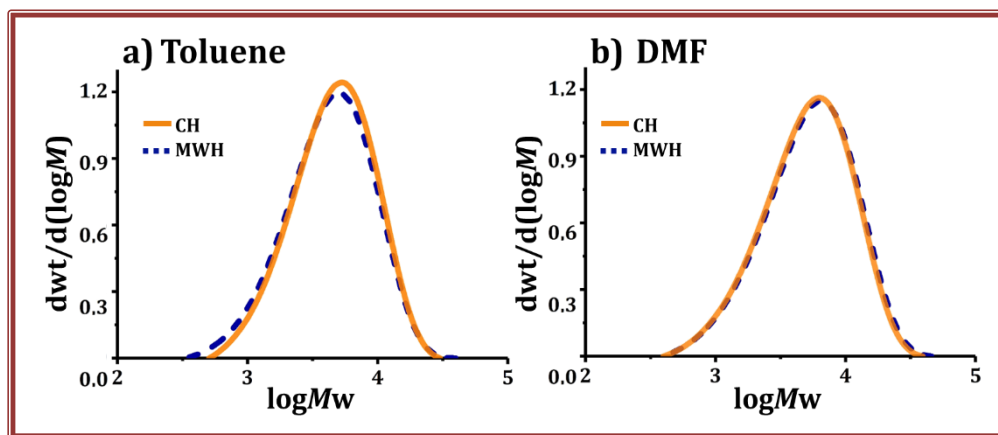 a) Toluene
dwt/d(logM)
1.2
0.9
0.6
0.3
0.0
CH
MWH
2
3
4
5
logMw
b) DMF
dwt/d(logM)
1.2
0.9
0.6
0.3
0.0
CH
MWH
2
3
4
5
logMw